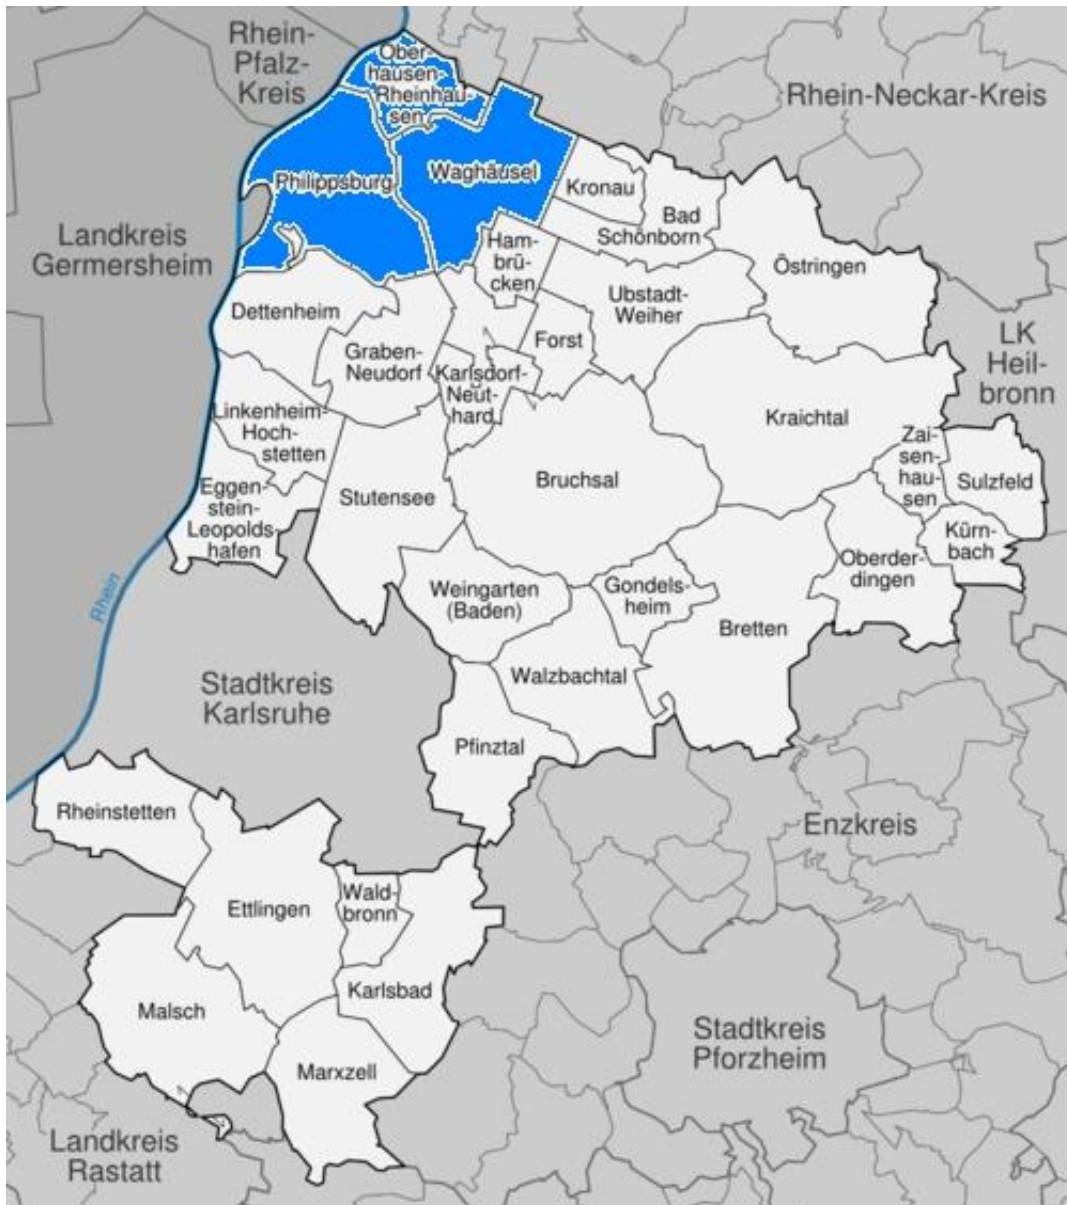 Rhein-
Pfalz-
Kreis
Ober-
hausen-
Rheinhau-
sen
Rhein-Neckar-Kreis
Philippsburg
Waghäusel
Kronau
Bad
Schönborn
Landkreis
Germersheim
Ham-
brü-
cken
Östringen
Dettenheim
Ubstadt-
Weiher
Forst
LK
Heil-
bronn
Graben-
Neudorf
Karlsdorf-
Neut-
hard
Linkenheim-
Hoch-
stetten
Kraichtal
Zai-
sen-
hau-
sen
Sulzfeld
Eggen-
stein-
Leopolds-
hafen
Stutensee
Bruchsal
Kürn-
bach
Oberder-
dingen
Rhein
Weingarten
(Baden)
Gondels-
heim
Bretten
Walzbachtal
Stadtkreis
Karlsruhe
Pfinztal
Rheinstetten
Enzkreis
Ettlingen
Wald-
bronn
Karlsbad
Malsch
Stadtkreis
Pforzheim
Marxzell
Landkreis
Rastatt